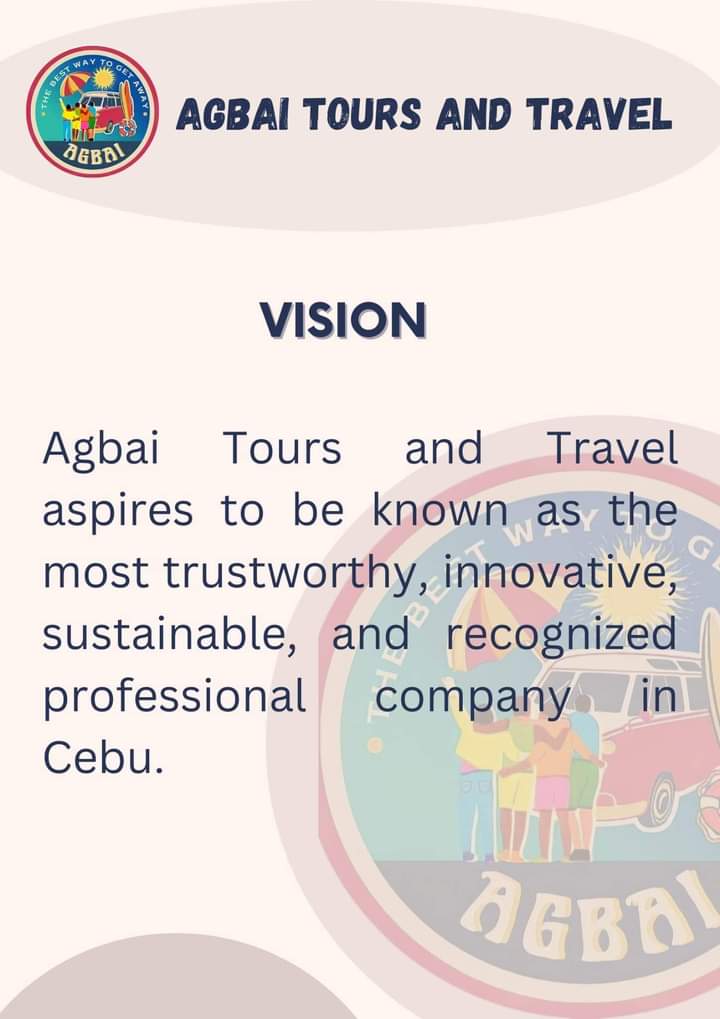 THE BEST WAY TO GET AWAY
AGBAI
AGBAI TOURS AND TRAVEL
VISION
Agbai Tours and Travel
aspires to be known as the
most trustworthy, innovative,
sustainable, and recognized
professional company in
Cebu.
THE BEST WAY TO GE
AGBAI